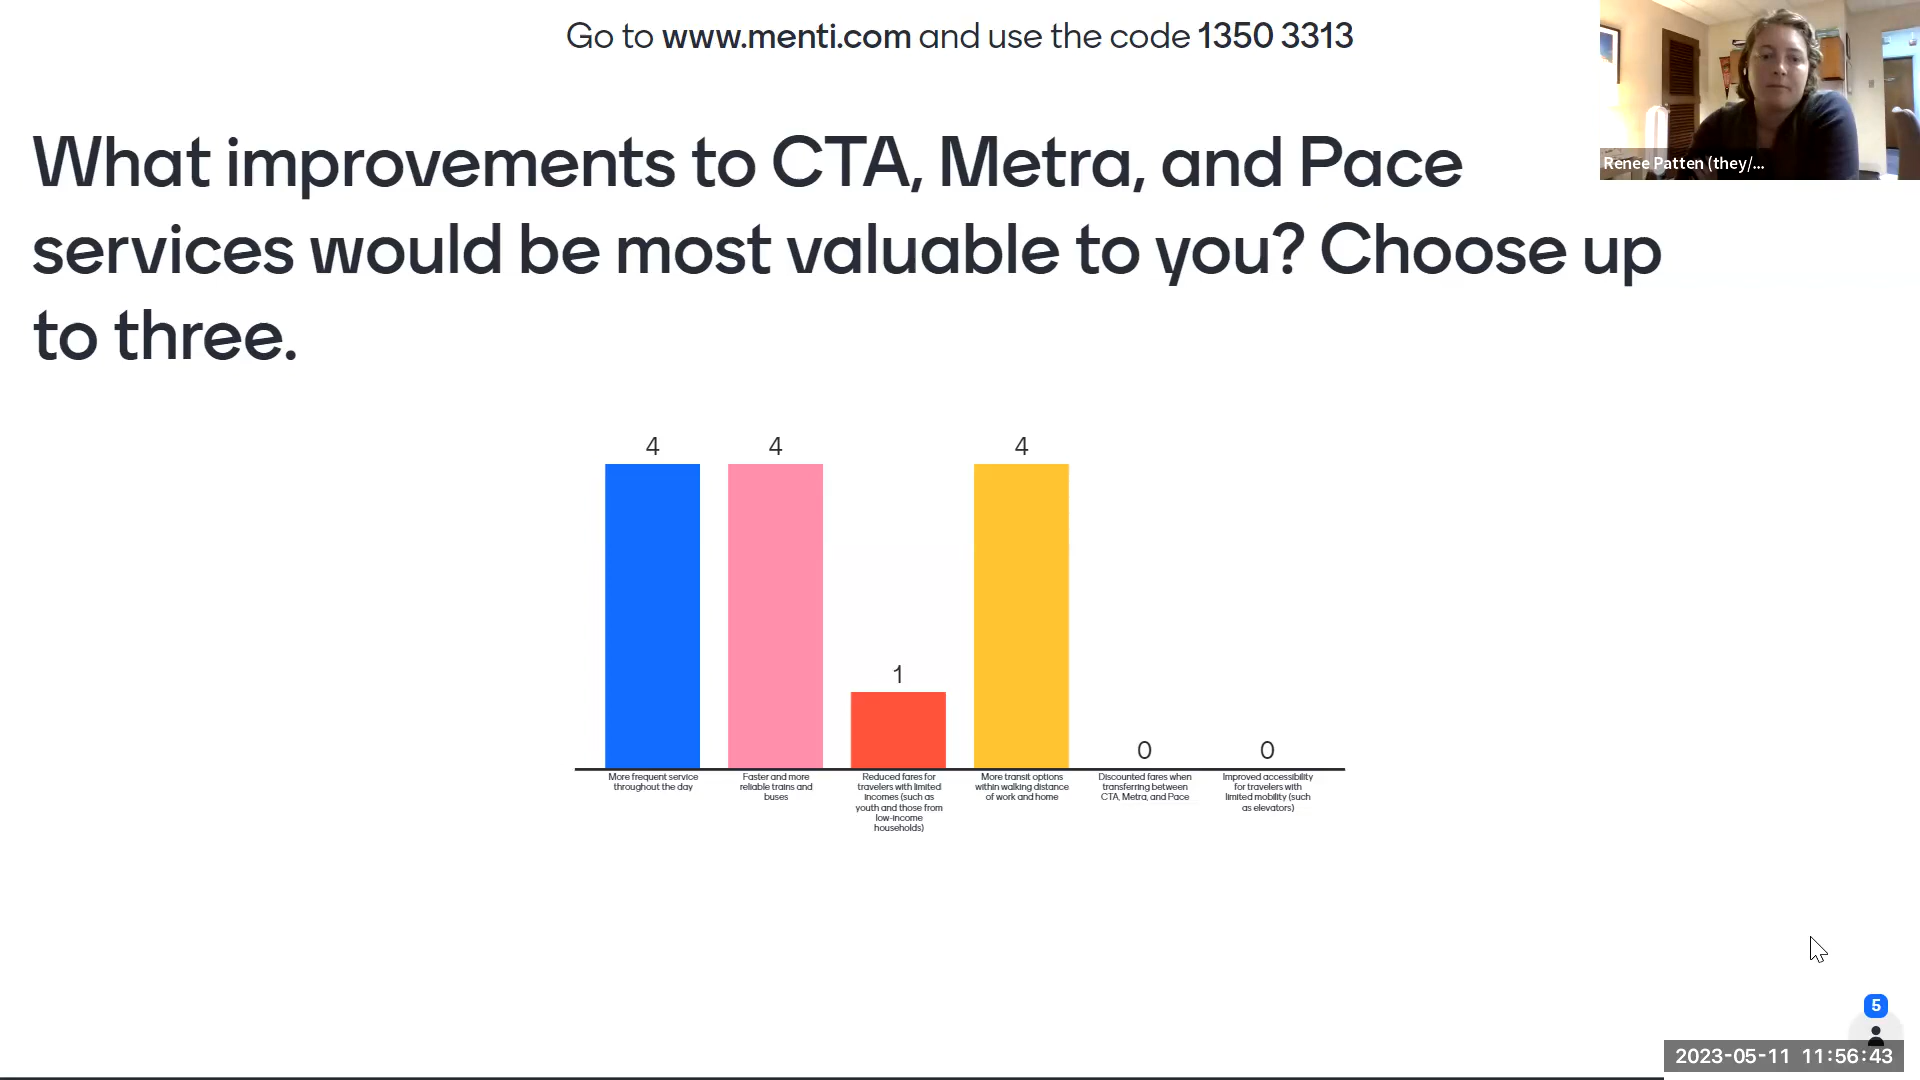 Go to www.menti.com and use the code 1350 3313
Renee Patten (they/...
What improvements to CTA, Metra, and Pace
services would be most valuable to you? Choose up
to three.
4
4
1
4
0
0
More frequent service
throughout the day
Faster and more
reliable trains and
buses
Reduced fares for
travelers with limited
incomes (such as
youth and those from
low-income
households)
More transit options
within walking distance
of work and home
Discounted fares when
transferring between
CTA, Metra, and Pace
Improved accessibility
for travelers with
limited mobility (such
as elevators)
5
2023-05-11 11:56:43